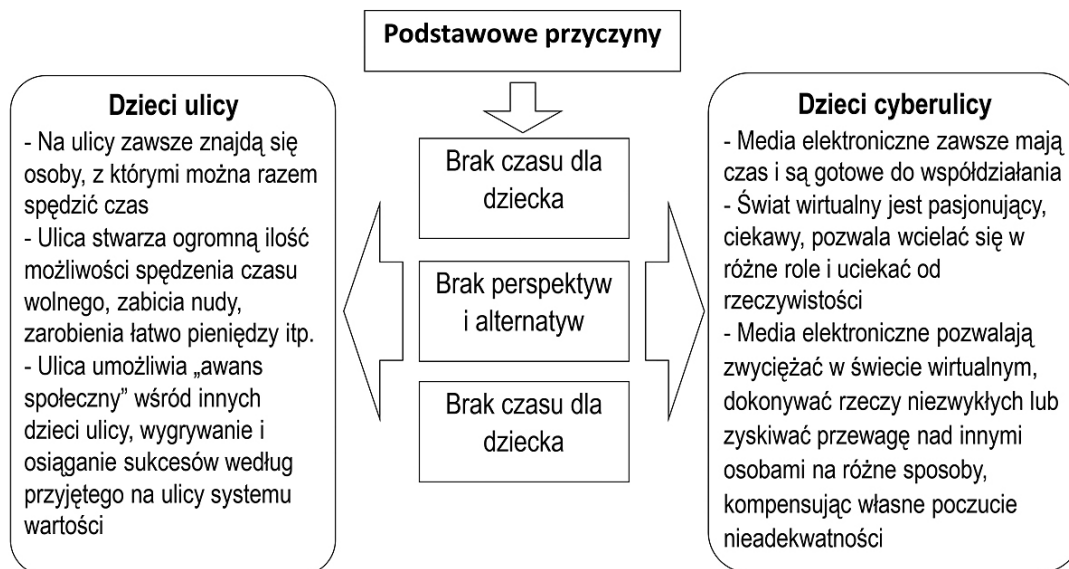 Podstawowe przyczyny
Dzieci ulicy
- Na ulicy zawsze znajdą się
osoby, z którymi można razem
spędzić czas
- Ulica stwarza ogromną ilość
możliwości spędzenia czasu
wolnego, zabicia nudy,
zarobienia łatwo pieniędzy itp.
- Ulica umożliwia „awans
społeczny” wśród innych
dzieci ulicy, wygrywanie i
osiąganie sukcesów według
przyjętego na ulicy systemu
wartości
Brak czasu dla
dziecka
Brak perspektyw
i alternatyw
Brak czasu dla
dziecka
Dzieci cyberulicy
- Media elektroniczne zawsze mają
czas i są gotowe do współdziałania
- Świat wirtualny jest pasjonujący,
ciekawy, pozwala wcielać się w
różne role i uciekać od
rzeczywistości
- Media elektroniczne pozwalają
zwyciężać w świecie wirtualnym,
dokonywać rzeczy niezwykłych lub
zyskiwać przewagę nad innymi
osobami na różne sposoby,
kompensując własne poczucie
nieadekwatności